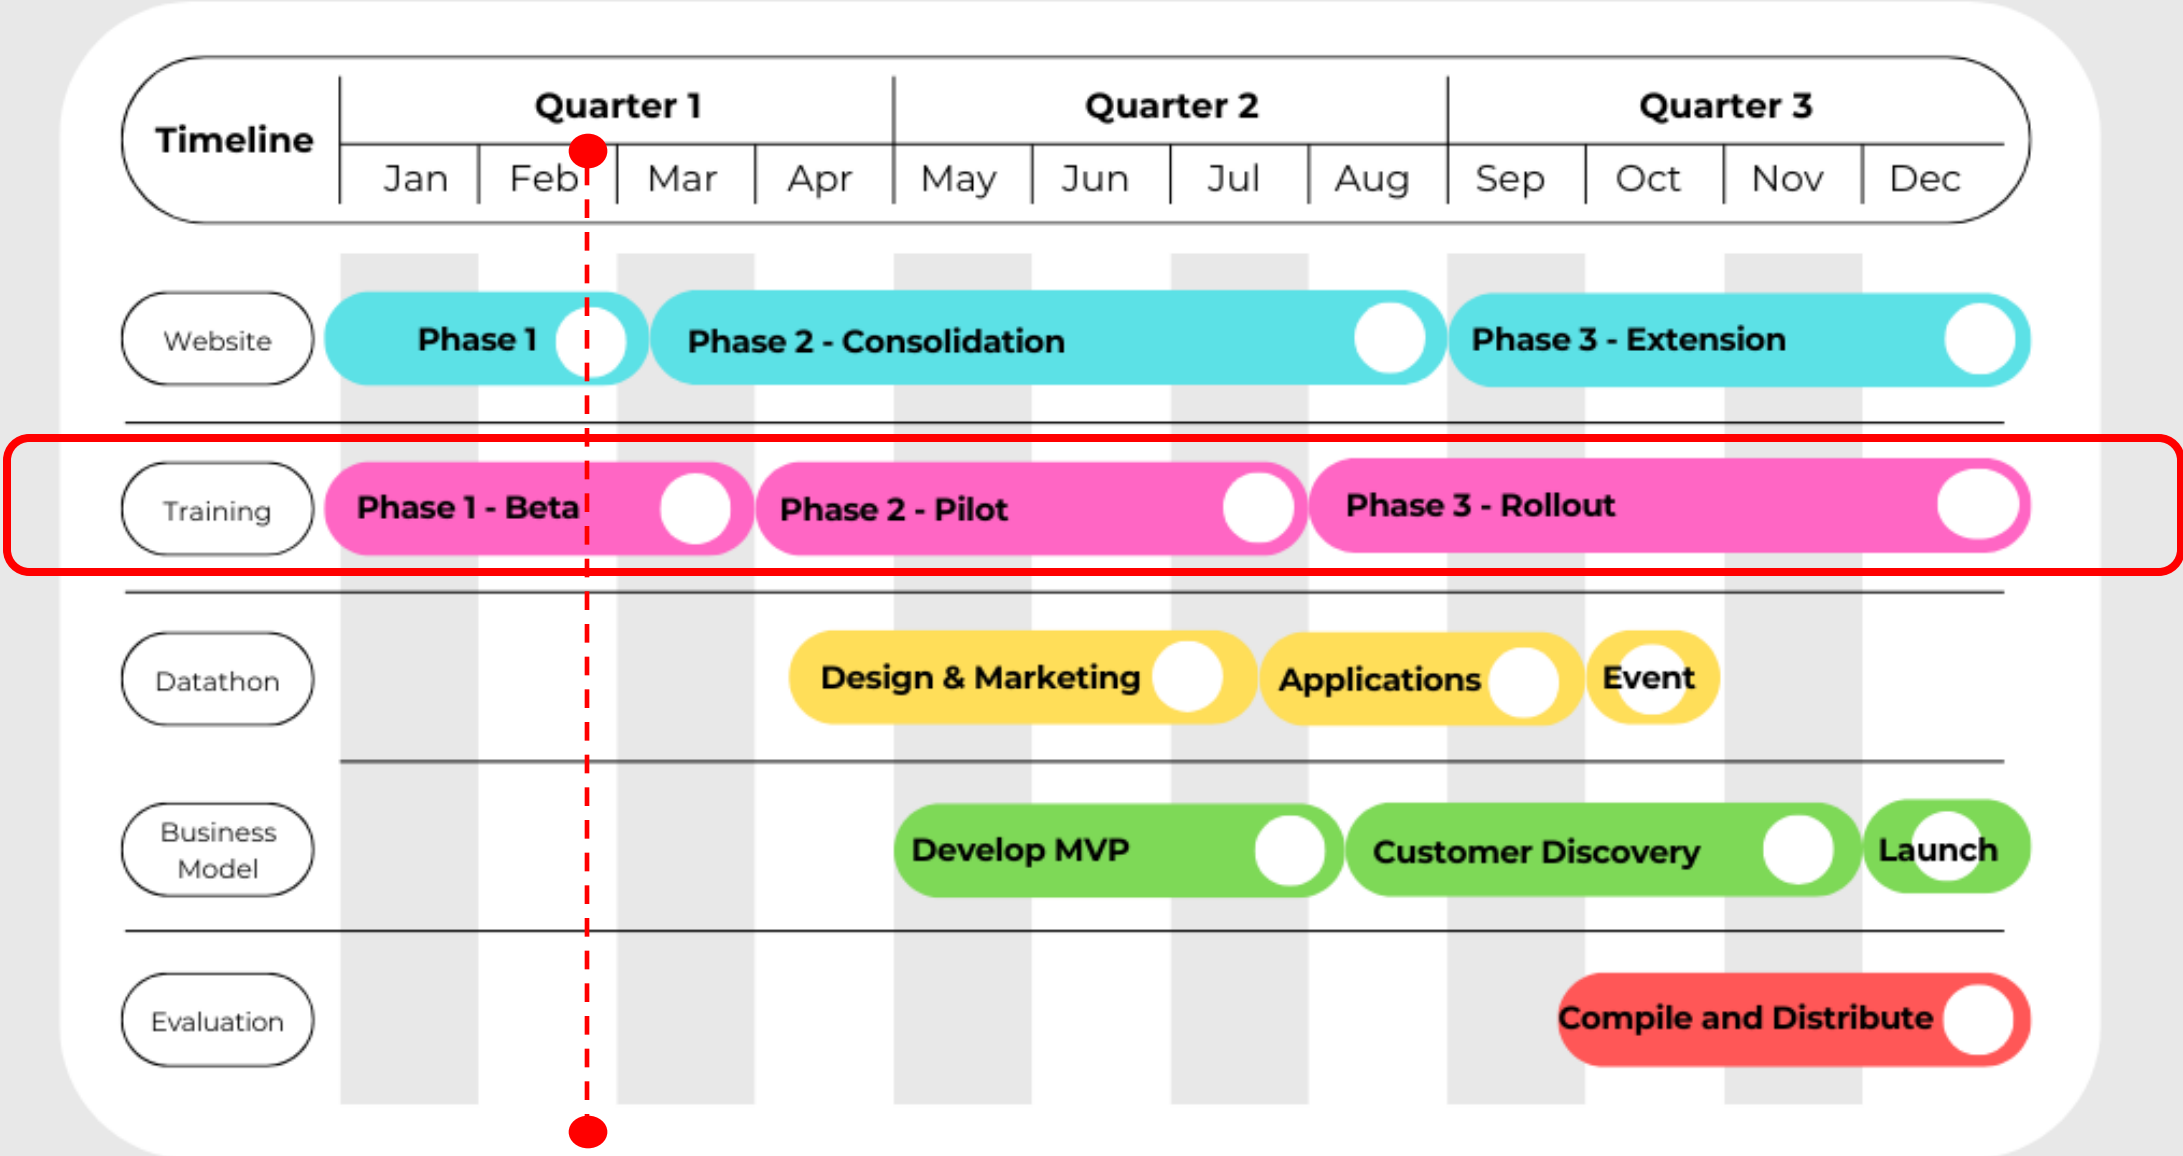 Timeline
Quarter 1
Quarter 2
Quarter 3
Jan
Feb
Mar
Apr
May
Jun
Jul
Aug
Sep
Oct
Nov
Dec
Website
Phase 1
Phase 2 - Consolidation
Phase 3 - Extension
Training
Phase 1 - Beta
Phase 2 - Pilot
Phase 3 - Rollout
Datathon
Design & Marketing
Applications
Event
Business
Model
Develop MVP
Customer Discovery
Launch
Evaluation
Compile and Distribute